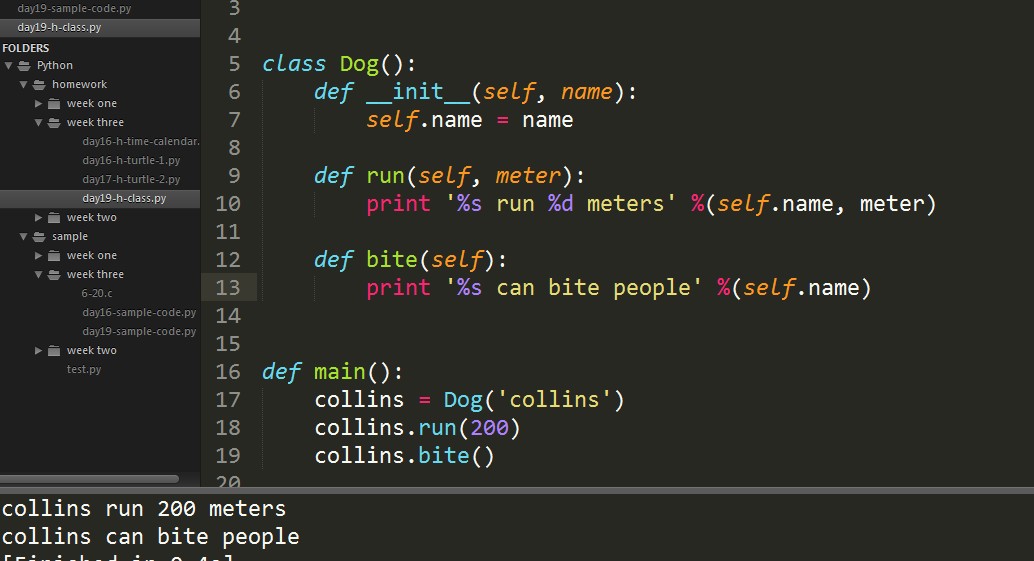 day19-sample-code.py
day19-h-class.py
FOLDERS
Python
homework
week one
week three
day16-h-time-calendar.
day16-h-turtle-1.py
day17-h-turtle-2.py
day19-h-class.py
week two
sample
week one
week three
6-20.c
day16-sample-code.py
day19-sample-code.py
week two
test.py
3
4
5 class Dog():
6     def __init__(self, name):
7         self.name = name
8
9     def run(self, meter):
10         print '%s run %d meters' %(self.name, meter)
11
12     def bite(self):
13         print '%s can bite people' %(self.name)
14
15
16 def main():
17     collins = Dog('collins')
18     collins.run(200)
19     collins.bite()
20
collins run 200 meters
collins can bite people